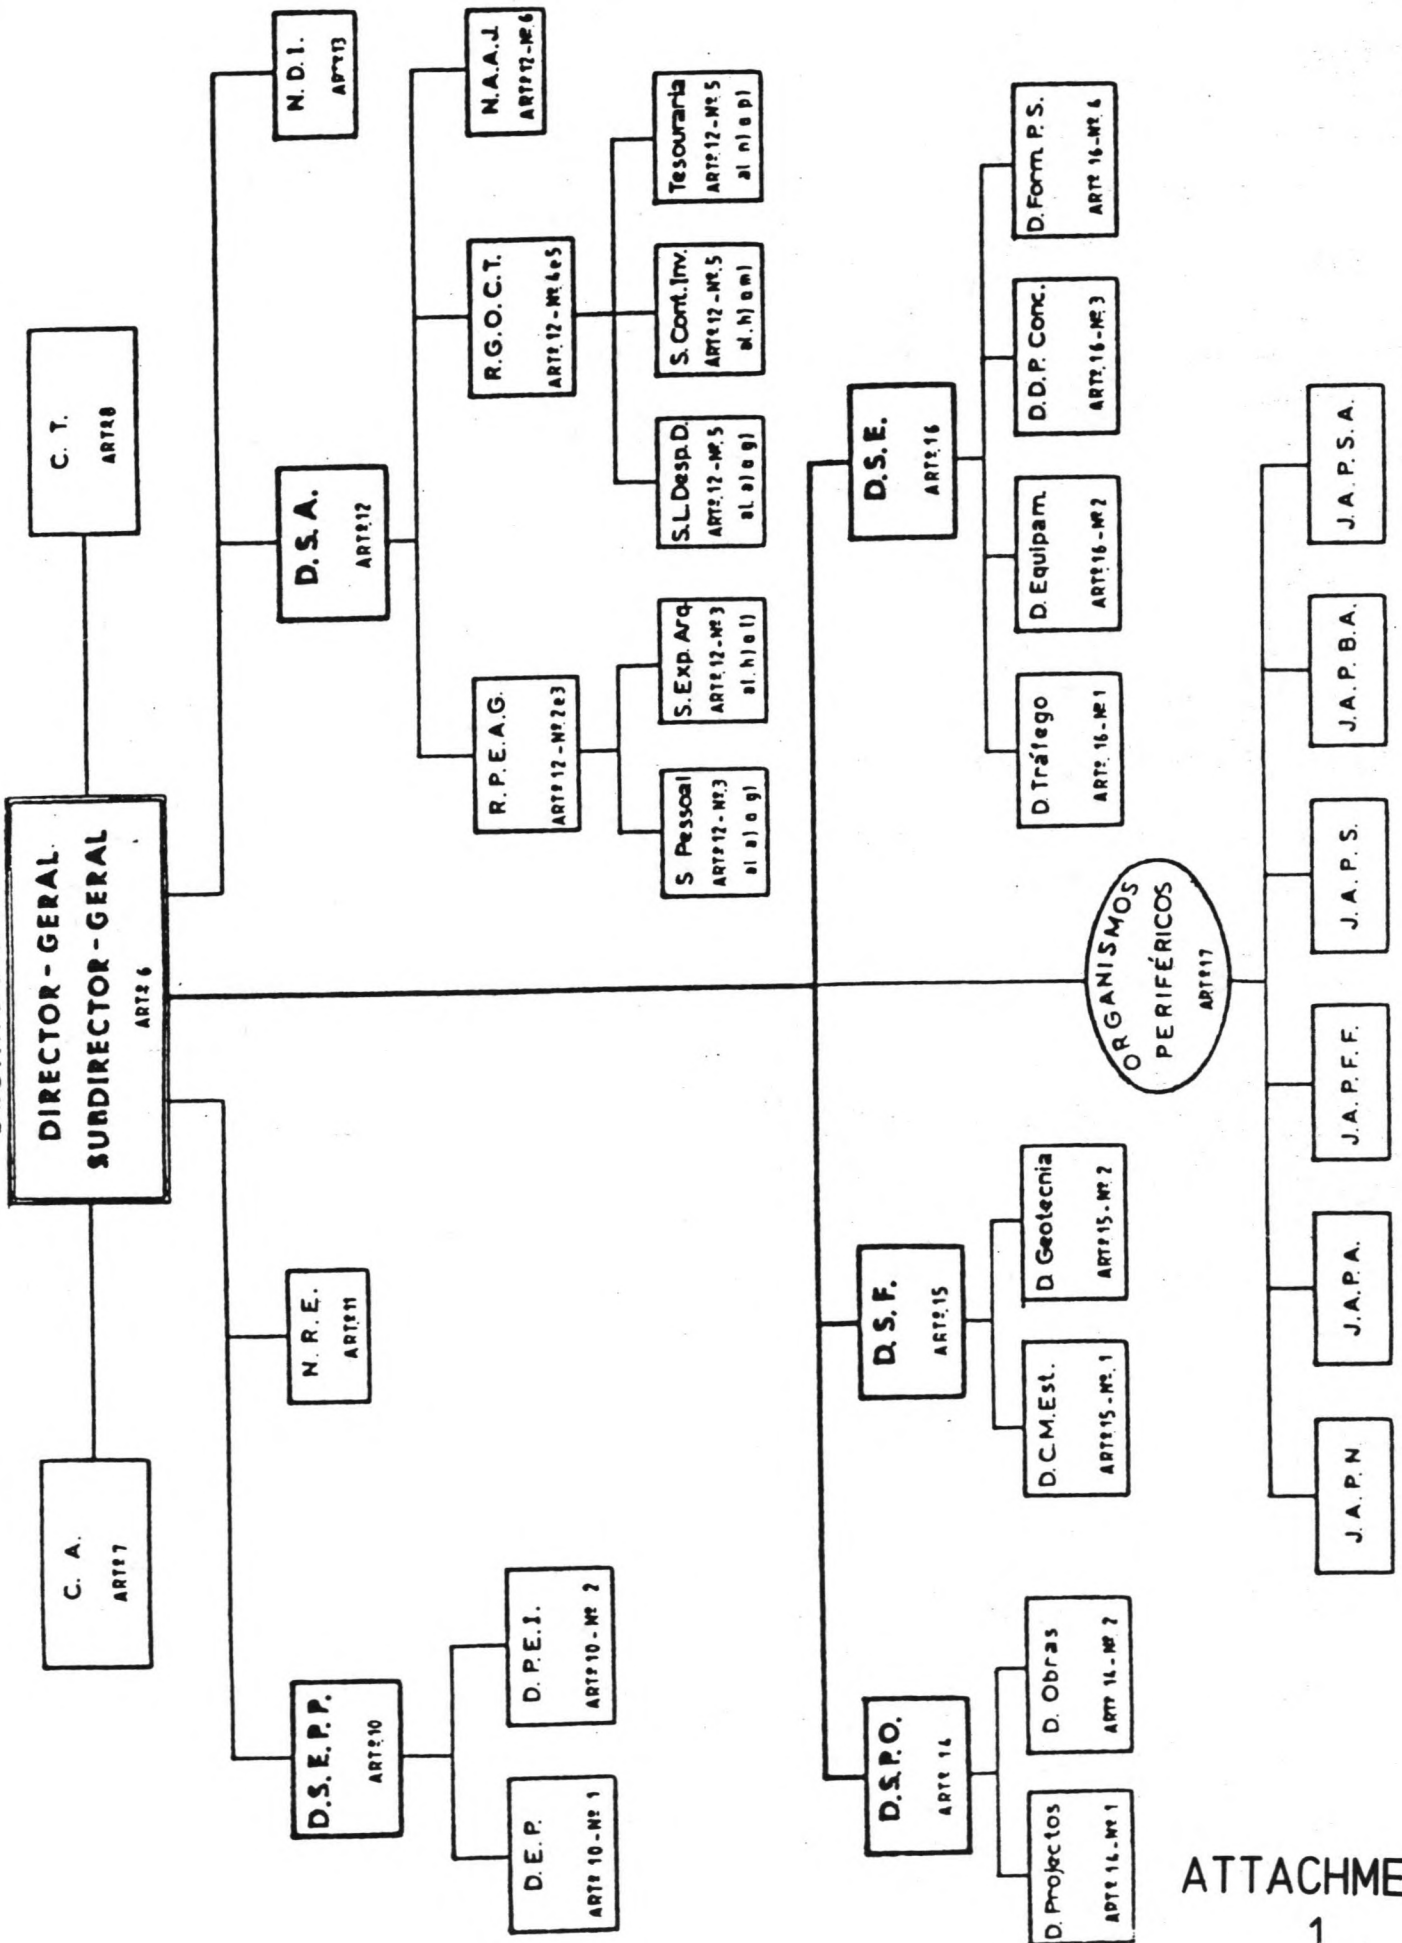 C. A.
ARTº 7
DIRECTOR-GERAL
SUBDIRECTOR-GERAL
ARTº 6
C. T.
ARTº 8
D.S.E.P.P.
ARTº 10
N. R. E.
ARTº 11
D.S.A.
ARTº 12
N. D. I.
ARTº 13
D. E. P.
ARTº 10-Nº 1
D. P. E. I.
ARTº 10-Nº 2
R. P. E. A. G.
ARTº 12-Nº 2 e 3
R. G. O. C. T.
ARTº 12-Nº 4 e 5
N. A. A. J.
ARTº 12-Nº 6
S Pessoal
ARTº 12-Nº 3
al a) a g)
S. Exp. Arq.
ARTº 12-Nº 3
al. h) a l)
S.L. Desp. D.
ARTº 12-Nº 5
al. a) a g)
S. Cont. Inv.
ARTº 12-Nº 5
al. h) a m)
Tesouraria
ARTº 12-Nº 5
al n) a p)
D.S.P.O.
ARTº 14
D.S.F.
ARTº 15
D.S.E.
ARTº 16
D. Projectos
ARTº 14-Nº 1
D. Obras
ARTº 14-Nº 2
D.C.M. Est.
ARTº 15-Nº 1
D. Geotecnia
ARTº 15-Nº 2
D. Tráfego
ARTº 16-Nº 1
D. Equipam.
ARTº 16-Nº 2
D.D.P. Conc.
ARTº 16-Nº 3
D. Form. P. S.
ARTº 16-Nº 4
ORGANISMOS
PERIFÉRICOS
ARTº 17
J. A. P. N.
J. A. P. A.
J. A. P. F. F.
J. A. P. S.
J. A. P. B. A.
J. A. P. S. A.
ATTACHME
1